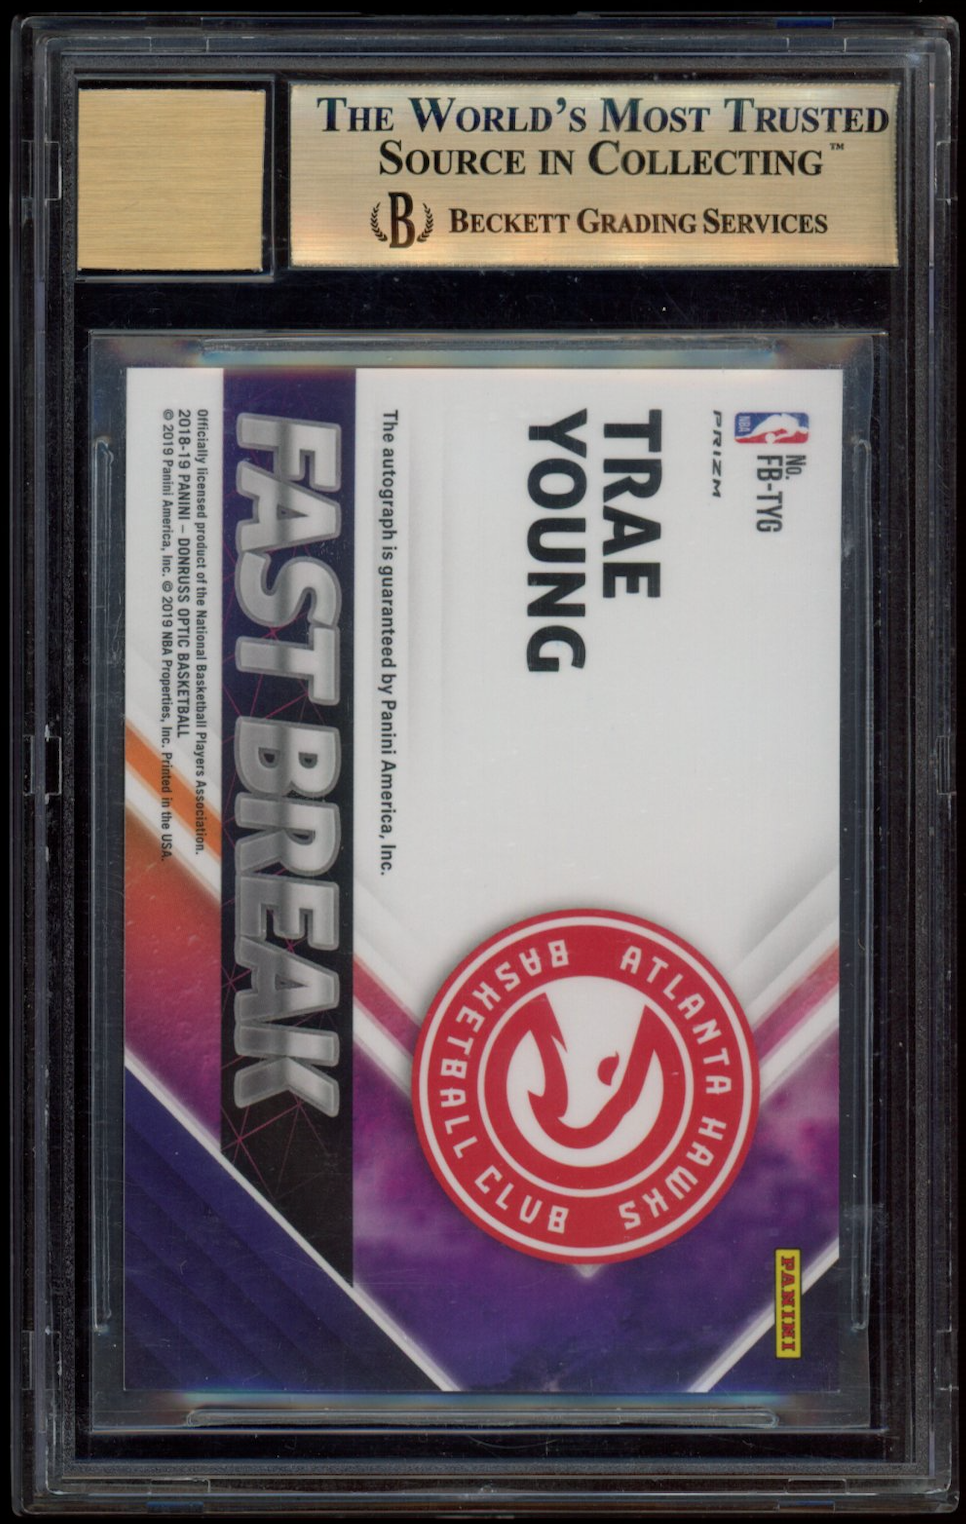 THE WORLD'S MOST TRUSTED
SOURCE IN COLLECTING™
B BECKETT GRADING SERVICES
NBA
No.
FB-TYG
PRIZM
TRAE
YOUNG
ATLANTA HAWKS
BASKETBALL CLUB
PANINI
The autograph is guaranteed by Panini America, Inc.
FAST BREAK
Officially licensed product of the National Basketball Players Association.
2018-19 PANINI – DONRUSS OPTIC BASKETBALL
© 2019 Panini America, Inc. © 2019 NBA Properties, Inc. Printed in the USA.